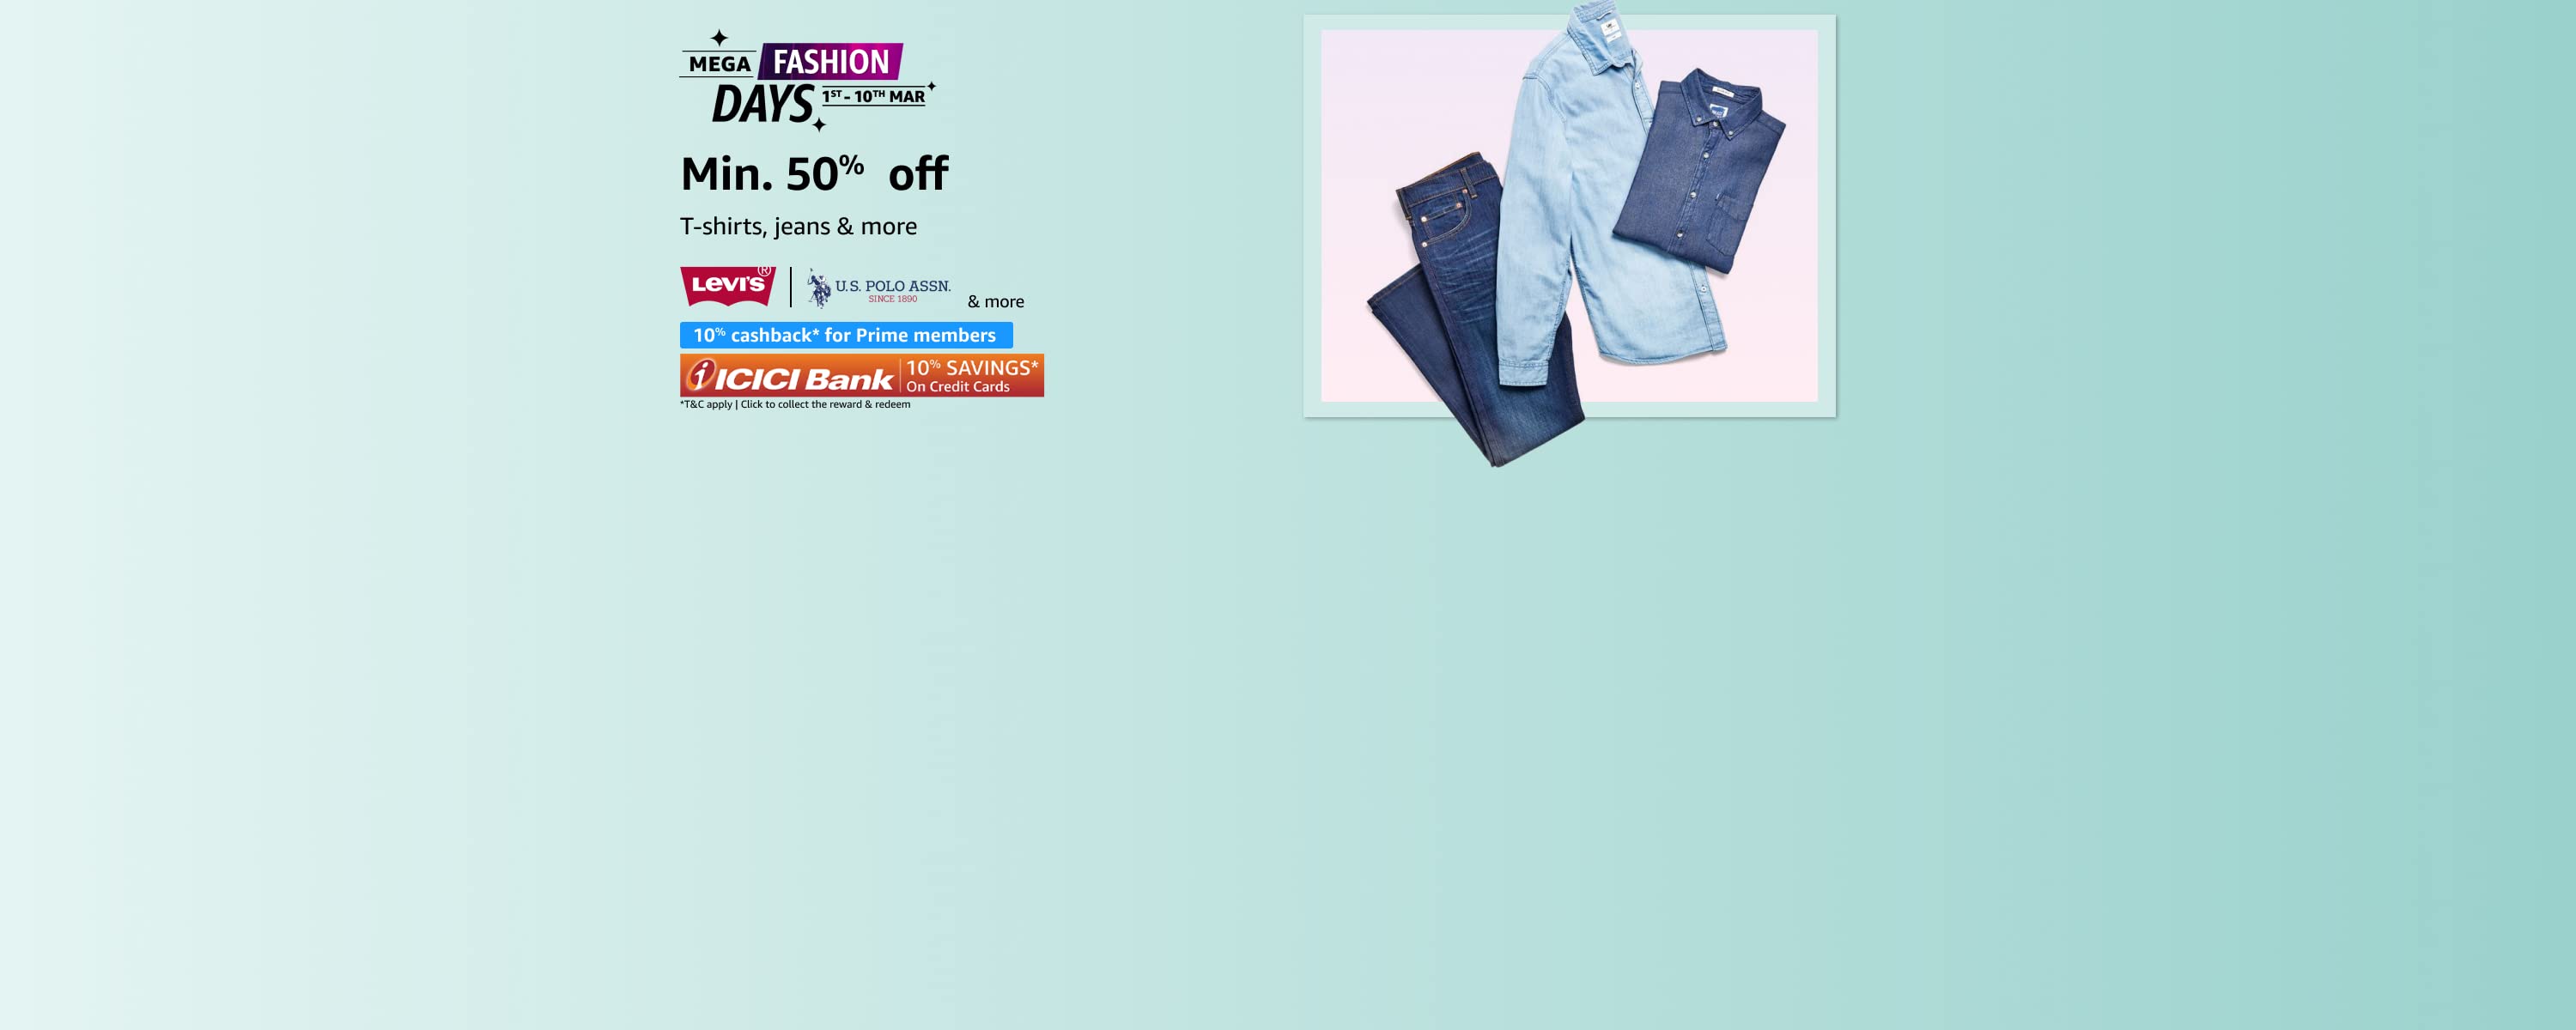 MEGA FASHION
DAYS 1ST - 10TH MAR
Min. 50% off
T-shirts, jeans & more
LEVI'S® U.S. POLO ASSN.
SINCE 1890
& more
10% cashback* for Prime members
ICICI Bank 10% SAVINGS*
On Credit Cards
*T&C apply | Click to collect the reward & redeem